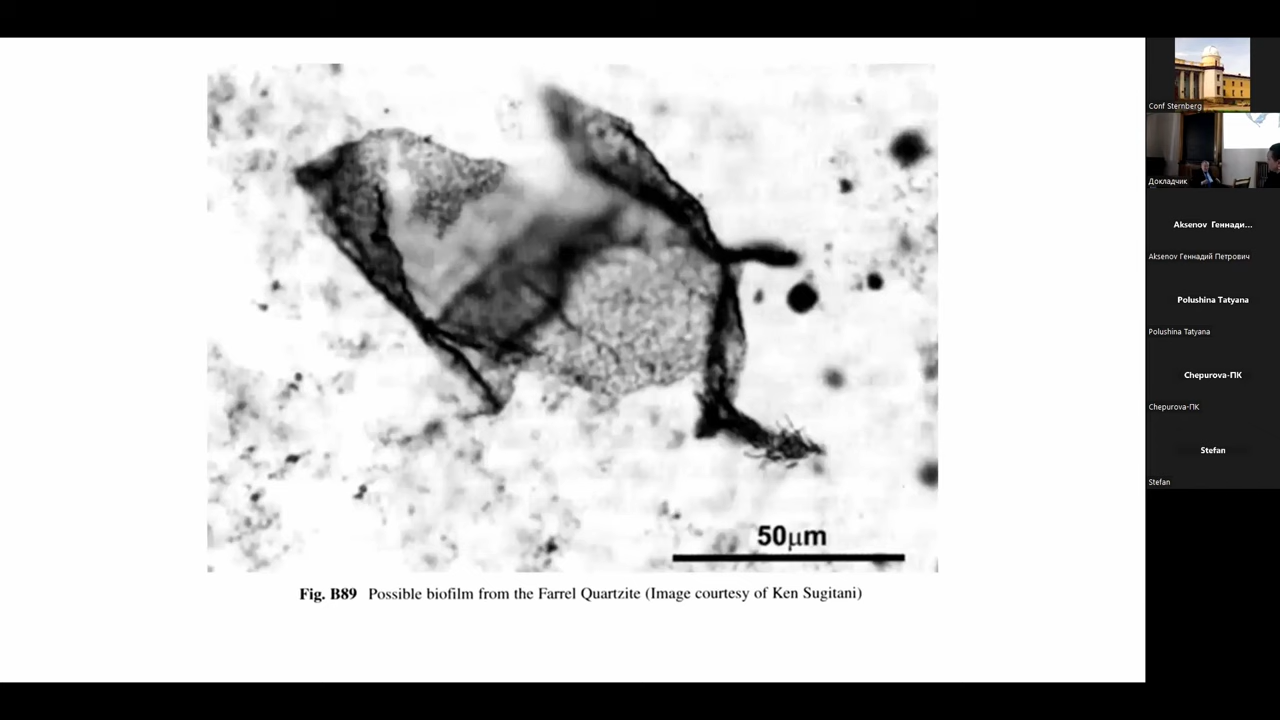 50μm
Fig. B89 Possible biofilm from the Farrel Quartzite (Image courtesy of Ken Sugitani)
Conf Sternberg
Докладчик
Aksenov Геннади...
Aksenov Геннадий Петрович
Polushina Tatyana
Polushina Tatyana
Chepurova-ПК
Chepurova-ПК
Stefan
Stefan